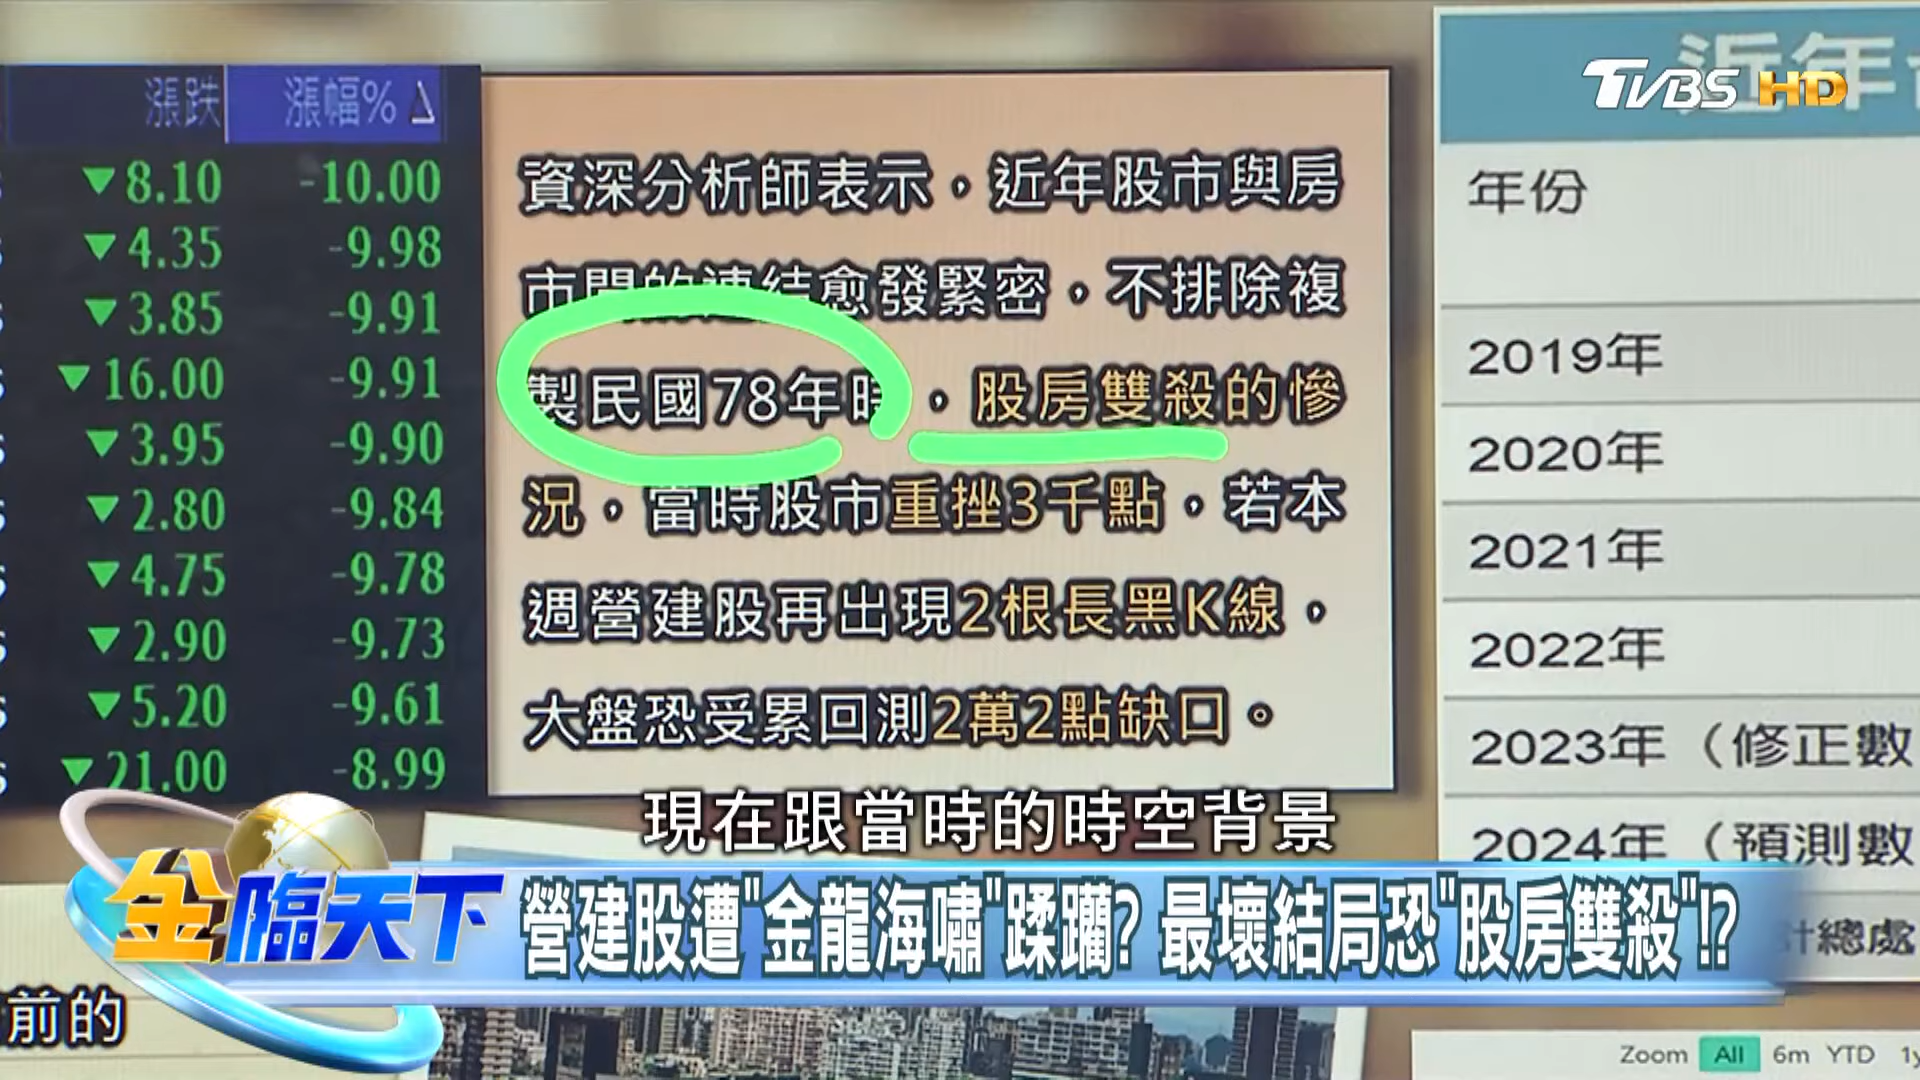 TVBS HD
漲跌 漲幅%
▼8.10 -10.00
▼4.35 -9.98
▼3.85 -9.91
▼16.00 -9.91
▼3.95 -9.90
▼2.80 -9.84
▼4.75 -9.78
▼2.90 -9.73
▼5.20 -9.61
▼21.00 -8.99
資深分析師表示，近年股市與房
市間的連結愈發緊密，不排除複
製民國78年時，股房雙殺的慘
況，當時股市重挫3千點，若本
週營建股再出現2根長黑K線，
大盤恐受累回測2萬2點缺口。
近年
年份
2019年
2020年
2021年
2022年
2023年（修正數
2024年（預測數
計總處
現在跟當時的時空背景
金臨天下
營建股遭"金龍海嘯"蹂躪? 最壞結局恐"股房雙殺"!?
前的
Zoom All 6m YTD 1y